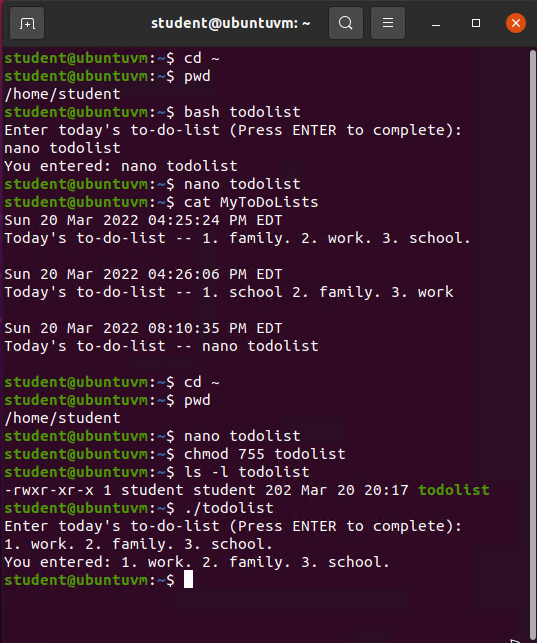 student@ubuntuvm: ~
student@ubuntuvm:~$ cd ~
student@ubuntuvm:~$ pwd
/home/student
student@ubuntuvm:~$ bash todolist
Enter today's to-do-list (Press ENTER to complete):
nano todolist
You entered: nano todolist
student@ubuntuvm:~$ nano todolist
student@ubuntuvm:~$ cat MyToDoLists
Sun 20 Mar 2022 04:25:24 PM EDT
Today's to-do-list -- 1. family. 2. work. 3. school.
Sun 20 Mar 2022 04:26:06 PM EDT
Today's to-do-list -- 1. school 2. family. 3. work
Sun 20 Mar 2022 08:10:35 PM EDT
Today's to-do-list -- nano todolist
student@ubuntuvm:~$ cd ~
student@ubuntuvm:~$ pwd
/home/student
student@ubuntuvm:~$ nano todolist
student@ubuntuvm:~$ chmod 755 todolist
student@ubuntuvm:~$ ls -l todolist
-rwxr-xr-x 1 student student 202 Mar 20 20:17 todolist
student@ubuntuvm:~$ ./todolist
Enter today's to-do-list (Press ENTER to complete):
1. work. 2. family. 3. school.
You entered: 1. work. 2. family. 3. school.
student@ubuntuvm:~$